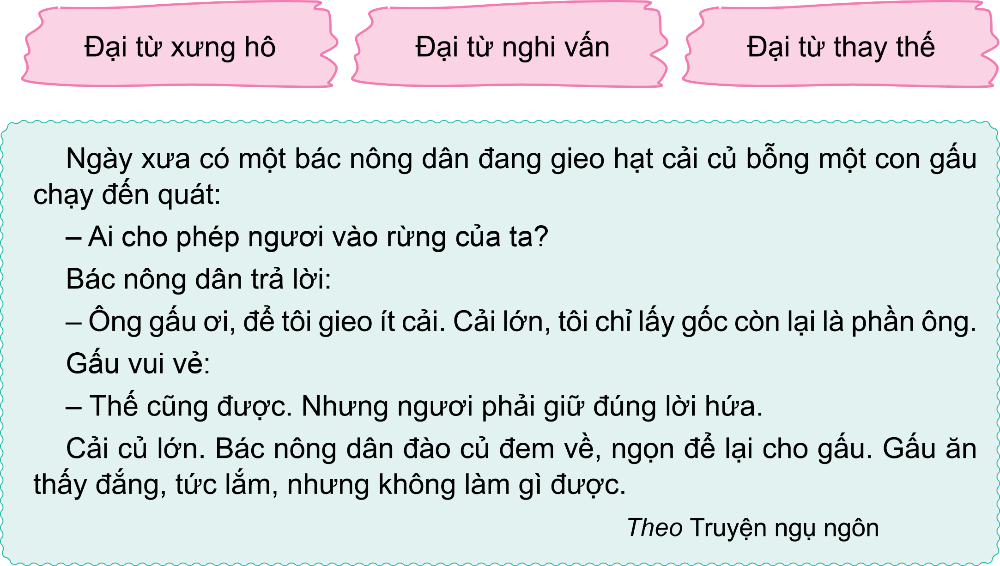 Đại từ xưng hô
Đại từ nghi vấn
Đại từ thay thế
Ngày xưa có một bác nông dân đang gieo hạt cải củ bỗng một con gấu
chạy đến quát:
– Ai cho phép ngươi vào rừng của ta?
Bác nông dân trả lời:
– Ông gấu ơi, để tôi gieo ít cải. Cải lớn, tôi chỉ lấy gốc còn lại là phần ông.
Gấu vui vẻ:
– Thế cũng được. Nhưng ngươi phải giữ đúng lời hứa.
Cải củ lớn. Bác nông dân đào củ đem về, ngọn để lại cho gấu. Gấu ăn
thấy đắng, tức lắm, nhưng không làm gì được.
Theo Truyện ngụ ngôn